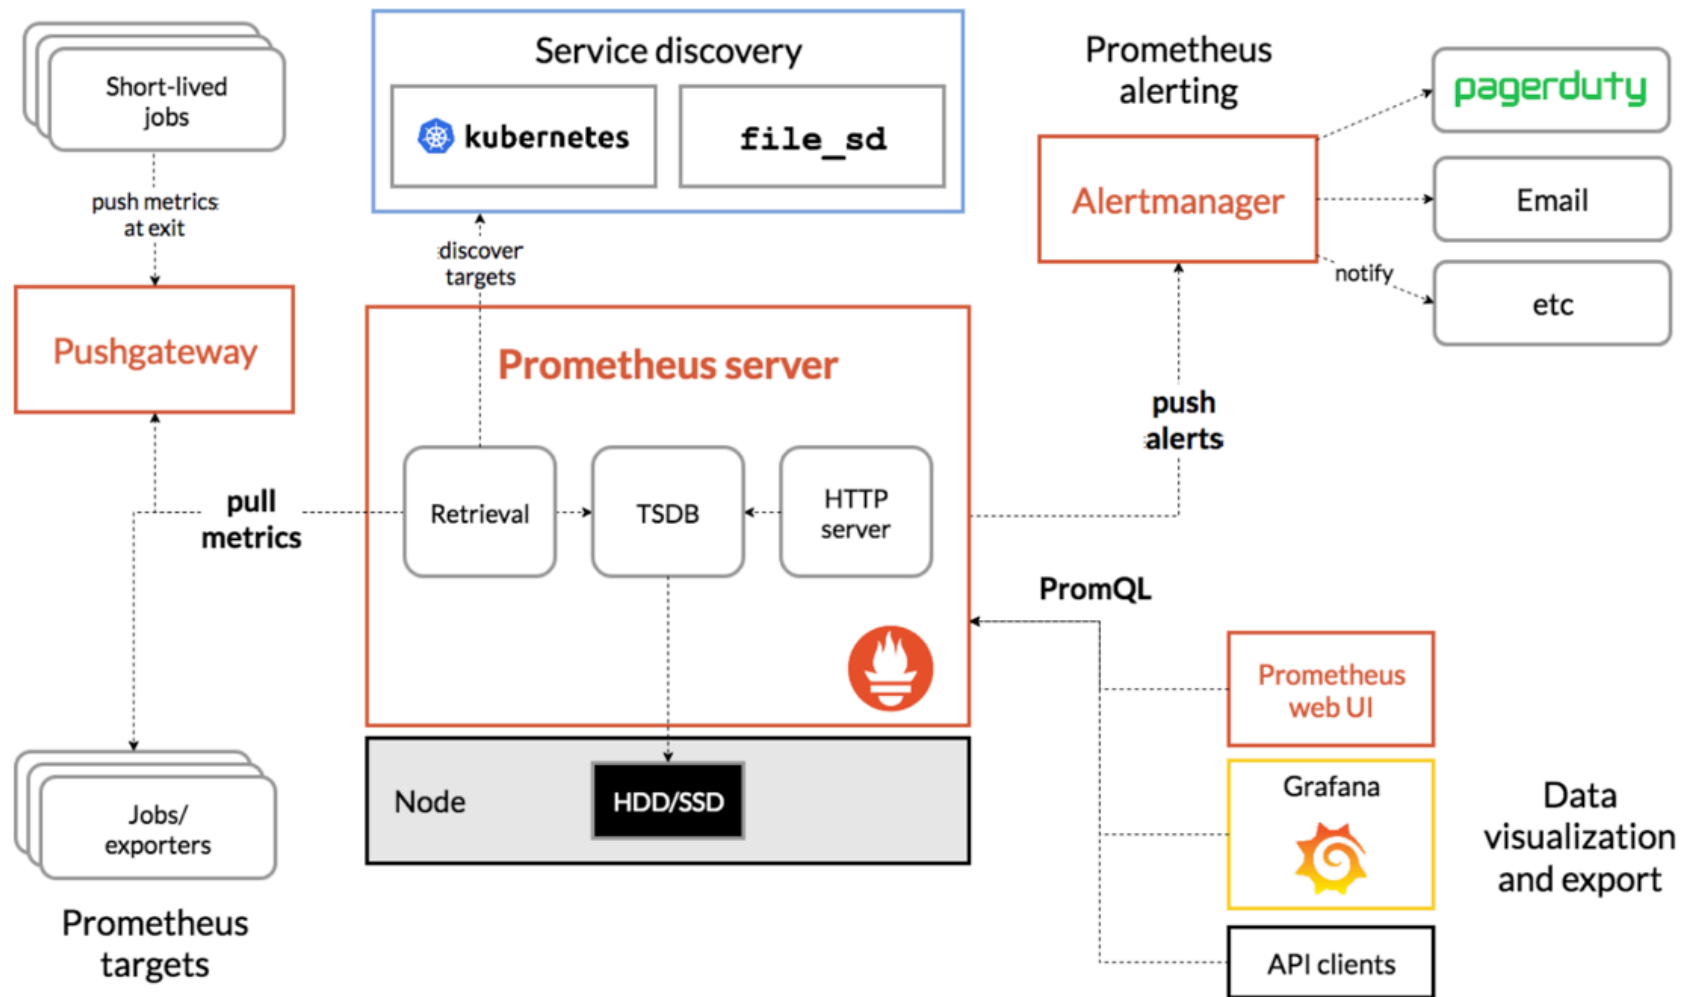 Short-lived
jobs
push metrics
at exit
Pushgateway
pull
metrics
Jobs/
exporters
Prometheus
targets
Service discovery
kubernetes
file_sd
discover
targets
Prometheus server
Retrieval
TSDB
HTTP
server
Node
HDD/SSD
Prometheus
alerting
Alertmanager
pagerduty
Email
notify
etc
push
alerts
PromQL
Prometheus
web UI
Grafana
API clients
Data
visualization
and export